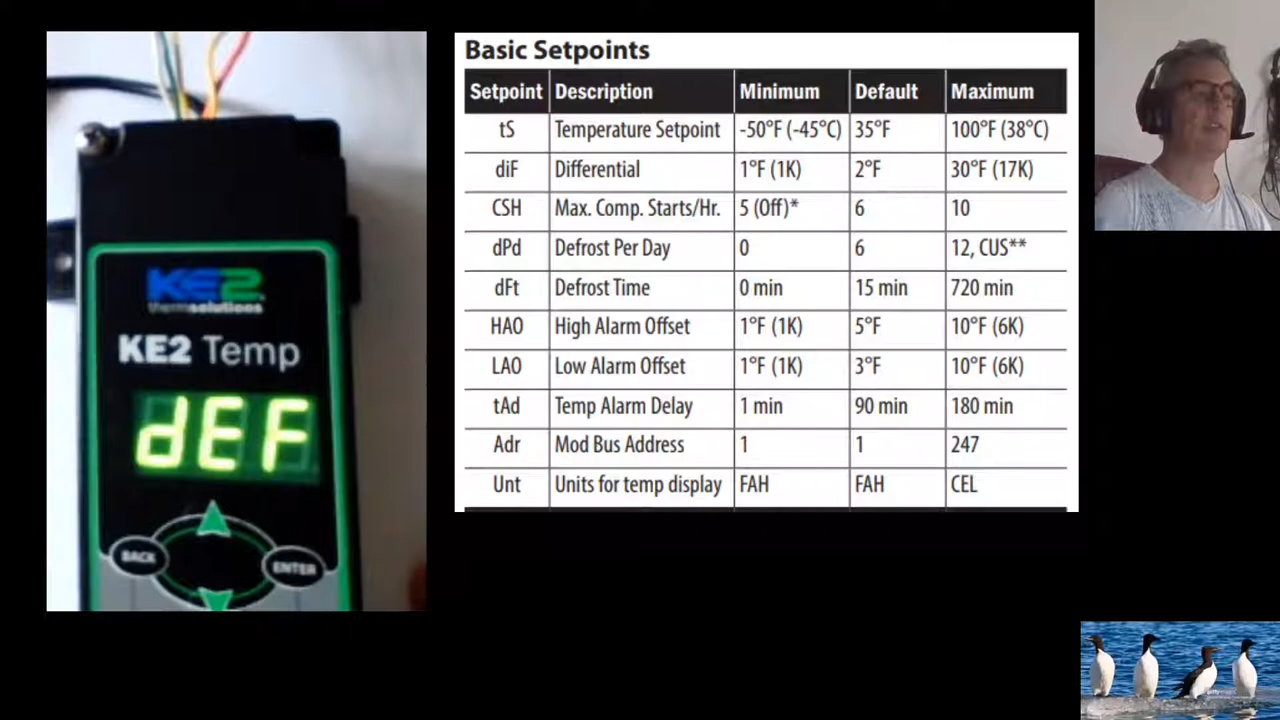 KE2
thermsolutions
KE2 Temp
dEF
BACK
ENTER
Basic Setpoints
Setpoint Description Minimum Default Maximum
tS Temperature Setpoint -50°F (-45°C) 35°F 100°F (38°C)
diF Differential 1°F (1K) 2°F 30°F (17K)
CSH Max. Comp. Starts/Hr. 5 (Off)* 6 10
dPd Defrost Per Day 0 6 12, CUS**
dFt Defrost Time 0 min 15 min 720 min
HAO High Alarm Offset 1°F (1K) 5°F 10°F (6K)
LAO Low Alarm Offset 1°F (1K) 3°F 10°F (6K)
tAd Temp Alarm Delay 1 min 90 min 180 min
Adr Mod Bus Address 1 1 247
Unt Units for temp display FAH FAH CEL